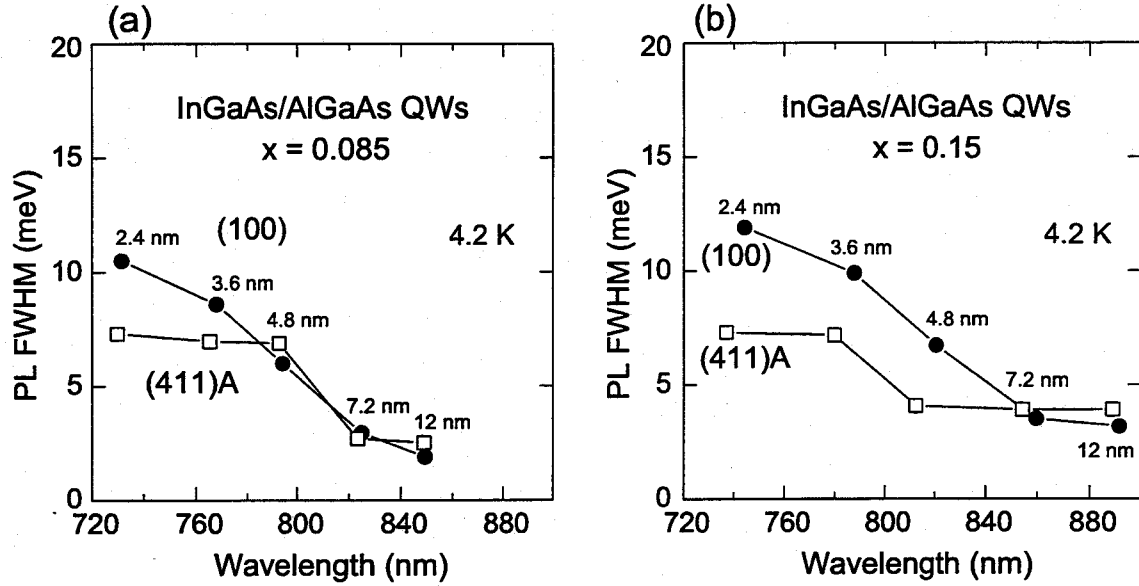 (a)
20
15
10
5
0
PL FWHM (meV)
InGaAs/AlGaAs QWs
x = 0.085
(100)
4.2 K
2.4 nm
3.6 nm
4.8 nm
(411)A
7.2 nm
12 nm
720
760
800
840
880
Wavelength (nm)
(b)
20
15
10
5
0
PL FWHM (meV)
InGaAs/AlGaAs QWs
x = 0.15
2.4 nm
(100)
3.6 nm
4.2 K
4.8 nm
(411)A
7.2 nm
12 nm
720
760
800
840
880
Wavelength (nm)